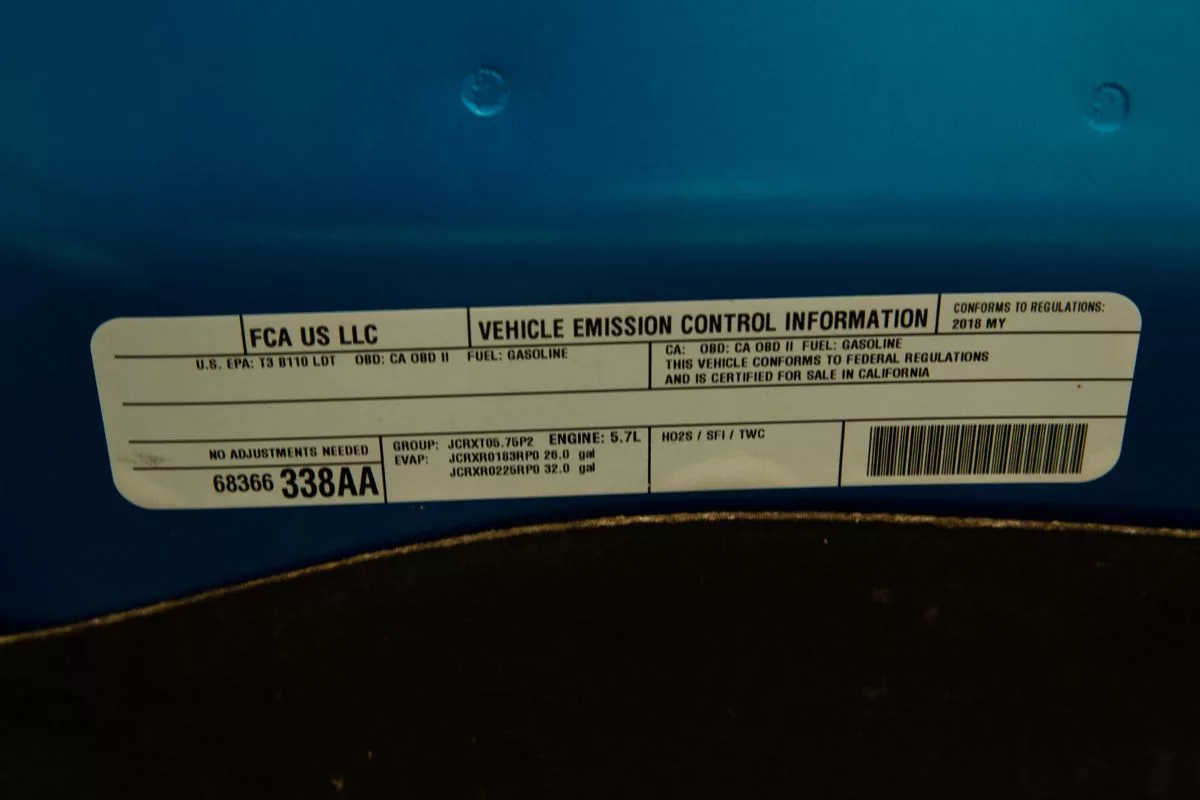 FCA US LLC
VEHICLE EMISSION CONTROL INFORMATION
CONFORMS TO REGULATIONS:
2018 MY
U.S. EPA: T3 B110 LDT OBD: CA OBD II FUEL: GASOLINE
CA: OBD: CA OBD II FUEL: GASOLINE
THIS VEHICLE CONFORMS TO FEDERAL REGULATIONS
AND IS CERTIFIED FOR SALE IN CALIFORNIA
NO ADJUSTMENTS NEEDED
68366 338AA
GROUP: JCRXT05.75P2 ENGINE: 5.7L
EVAP: JCRXR0183RP0 26.0 gal
JCRXR0225RP0 32.0 gal
HO2S / SFI / TWC